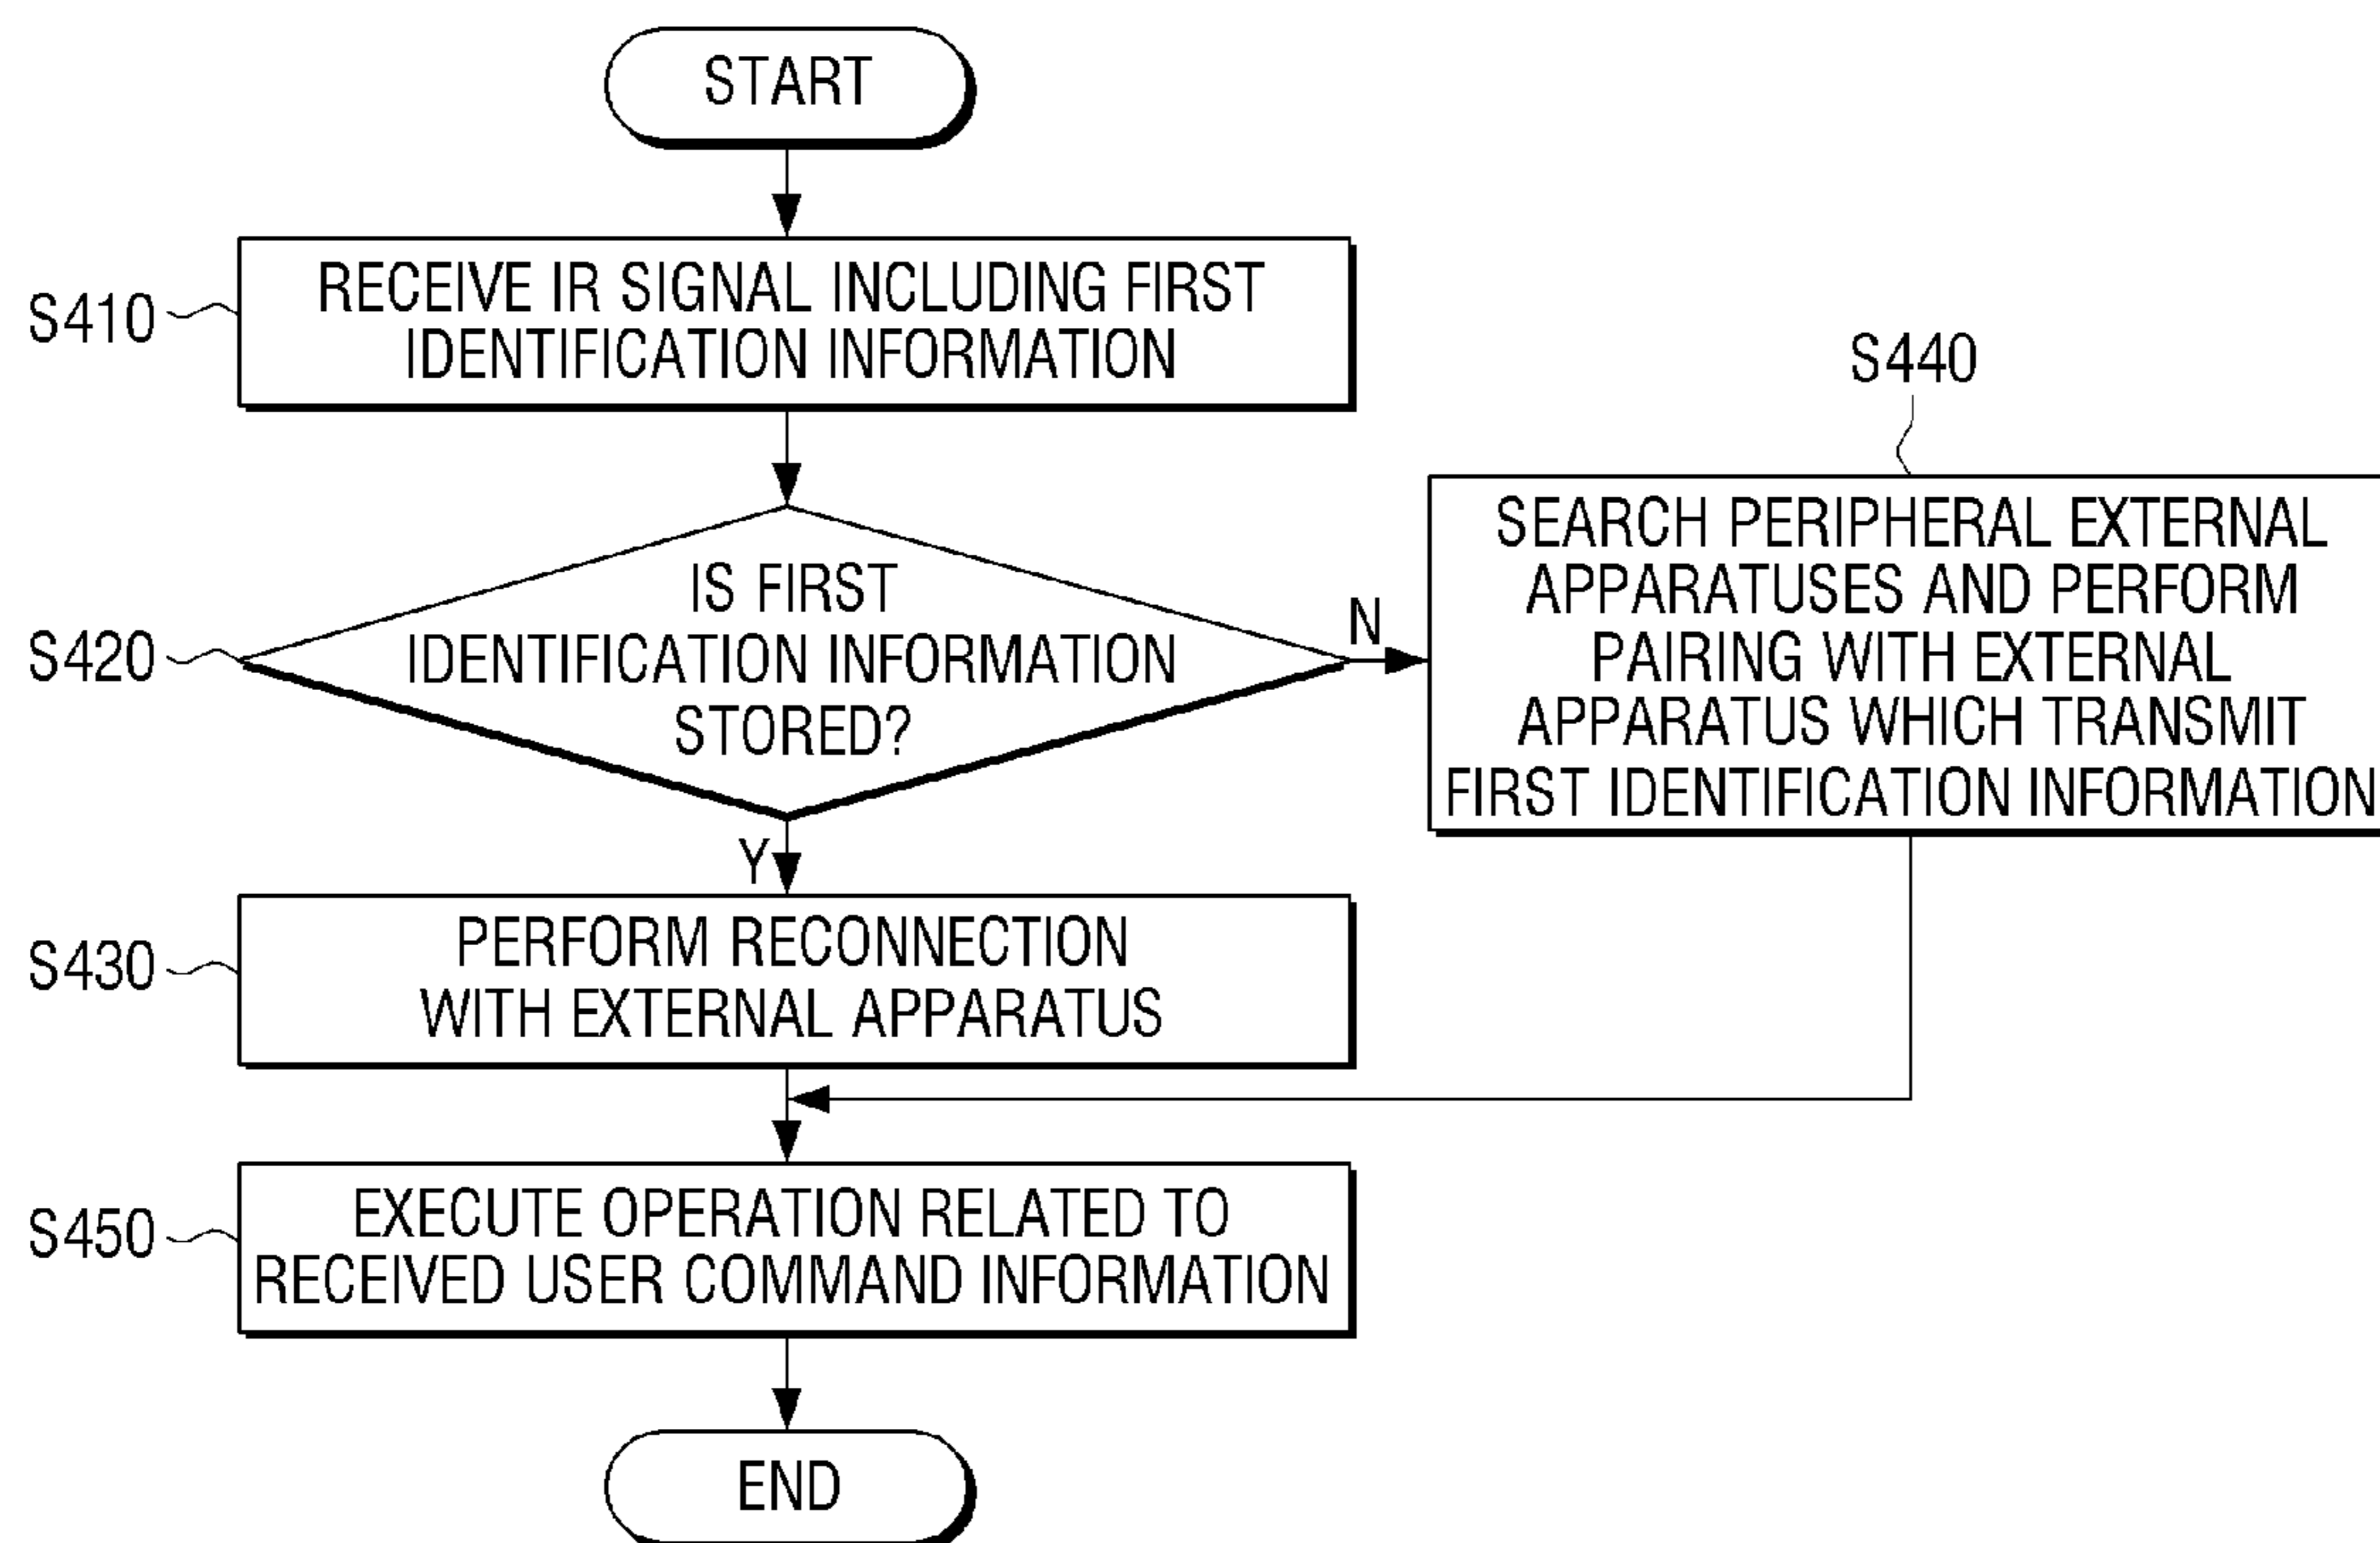 START
S410
RECEIVE IR SIGNAL INCLUDING FIRST
IDENTIFICATION INFORMATION
S420
IS FIRST
IDENTIFICATION INFORMATION
STORED?
N
S440
SEARCH PERIPHERAL EXTERNAL
APPARATUSES AND PERFORM
PAIRING WITH EXTERNAL
APPARATUS WHICH TRANSMIT
FIRST IDENTIFICATION INFORMATION
Y
S430
PERFORM RECONNECTION
WITH EXTERNAL APPARATUS
S450
EXECUTE OPERATION RELATED TO
RECEIVED USER COMMAND INFORMATION
END